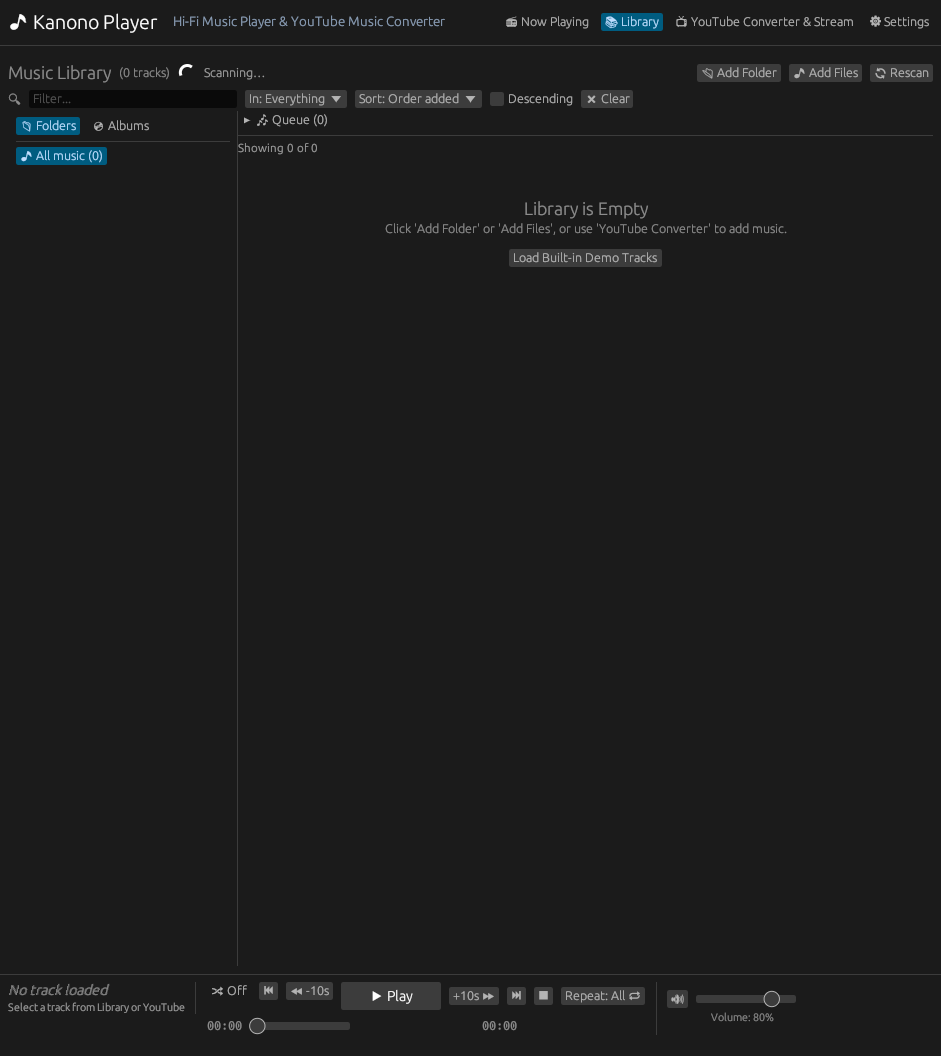 Kanono Player Hi-Fi Music Player & YouTube Music Converter Now Playing Library YouTube Converter & Stream Settings
Music Library (0 tracks) Scanning... Add Folder Add Files Rescan
Filter... In: Everything Sort: Order added Descending Clear
Folders Albums
Queue (0)
All music (0)
Showing 0 of 0
Library is Empty
Click 'Add Folder' or 'Add Files', or use 'YouTube Converter' to add music.
Load Built-in Demo Tracks
No track loaded
Select a track from Library or YouTube
Off -10s Play +10s Repeat: All
00:00 00:00
Volume: 80%